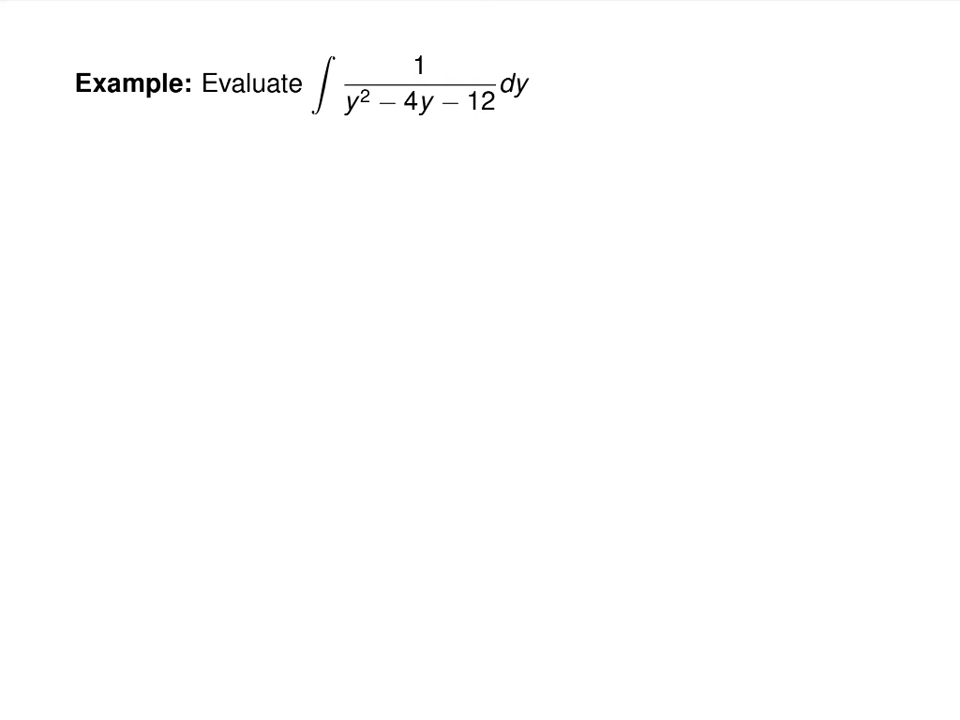 Example: Evaluate ∫ 1/(y² – 4y – 12) dy